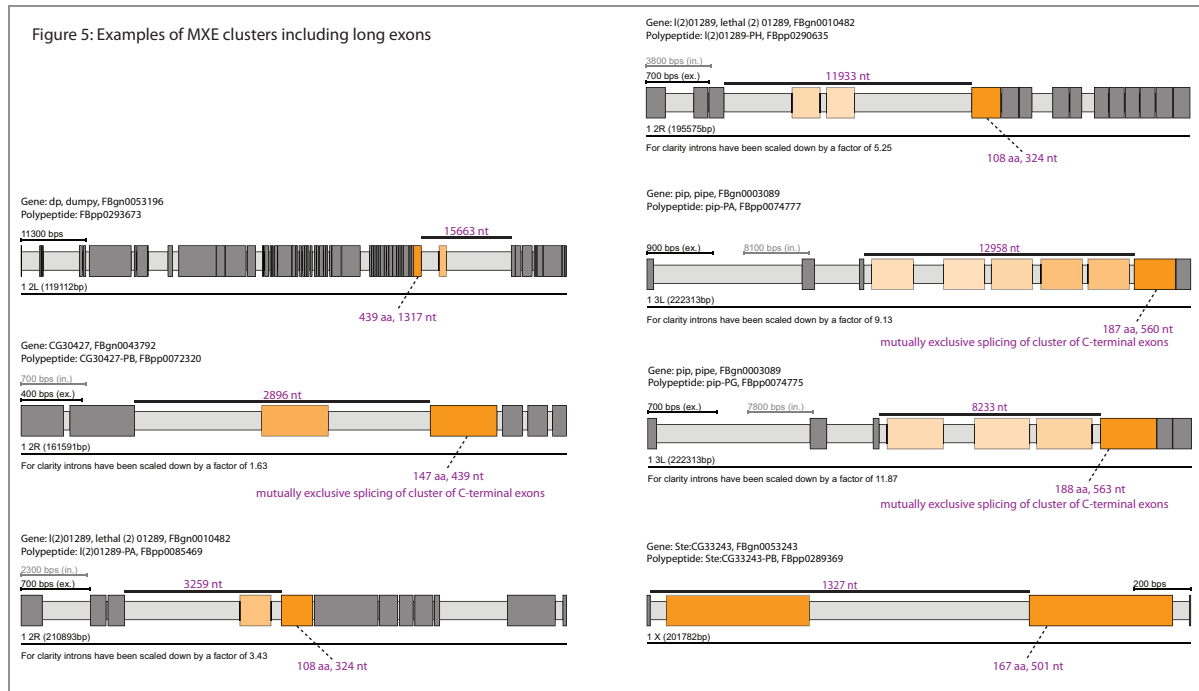 Figure 5: Examples of MXE clusters including long exons
Gene: dp, dumpy, FBgn0053196
Polypeptide: FBpp0293673
11300 bps
15663 nt
1 2L (119112bp)
439 aa, 1317 nt
Gene: CG30427, FBgn0043792
Polypeptide: CG30427-PB, FBpp0072320
700 bps (in.)
400 bps (ex.)
2896 nt
1 2R (161591bp)
For clarity introns have been scaled down by a factor of 1.63
147 aa, 439 nt
mutually exclusive splicing of cluster of C-terminal exons
Gene: l(2)01289, lethal (2) 01289, FBgn0010482
Polypeptide: l(2)01289-PA, FBpp0085469
2300 bps (in.)
700 bps (ex.)
3259 nt
1 2R (210893bp)
For clarity introns have been scaled down by a factor of 3.43
108 aa, 324 nt
Gene: l(2)01289, lethal (2) 01289, FBgn0010482
Polypeptide: l(2)01289-PH, FBpp0290635
3800 bps (in.)
700 bps (ex.)
11933 nt
1 2R (195575bp)
For clarity introns have been scaled down by a factor of 5.25
108 aa, 324 nt
Gene: pip, pipe, FBgn0003089
Polypeptide: pip-PA, FBpp0074777
900 bps (ex.)
8100 bps (in.)
12958 nt
1 3L (222313bp)
For clarity introns have been scaled down by a factor of 9.13
187 aa, 560 nt
mutually exclusive splicing of cluster of C-terminal exons
Gene: pip, pipe, FBgn0003089
Polypeptide: pip-PG, FBpp0074775
700 bps (ex.)
7800 bps (in.)
8233 nt
1 3L (222313bp)
For clarity introns have been scaled down by a factor of 11.87
188 aa, 563 nt
mutually exclusive splicing of cluster of C-terminal exons
Gene: Ste:CG33243, FBgn0053243
Polypeptide: Ste:CG33243-PB, FBpp0289369
1327 nt
200 bps
1 X (201782bp)
167 aa, 501 nt